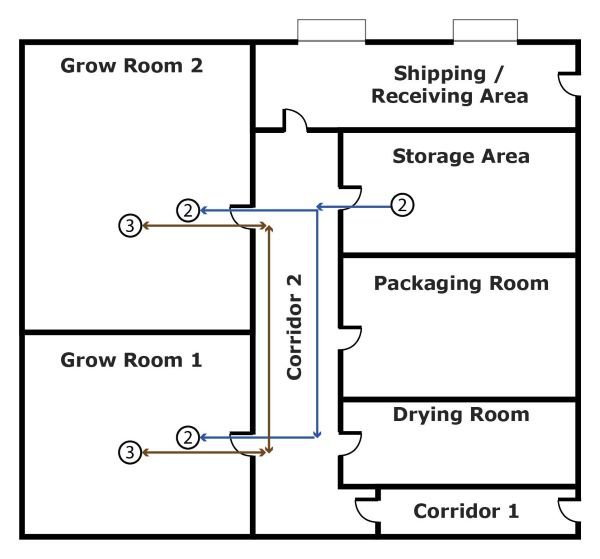 Grow Room 2
Shipping /
Receiving Area
Storage Area
2
2
3
Corridor 2
Packaging Room
Grow Room 1
Drying Room
2
3
Corridor 1